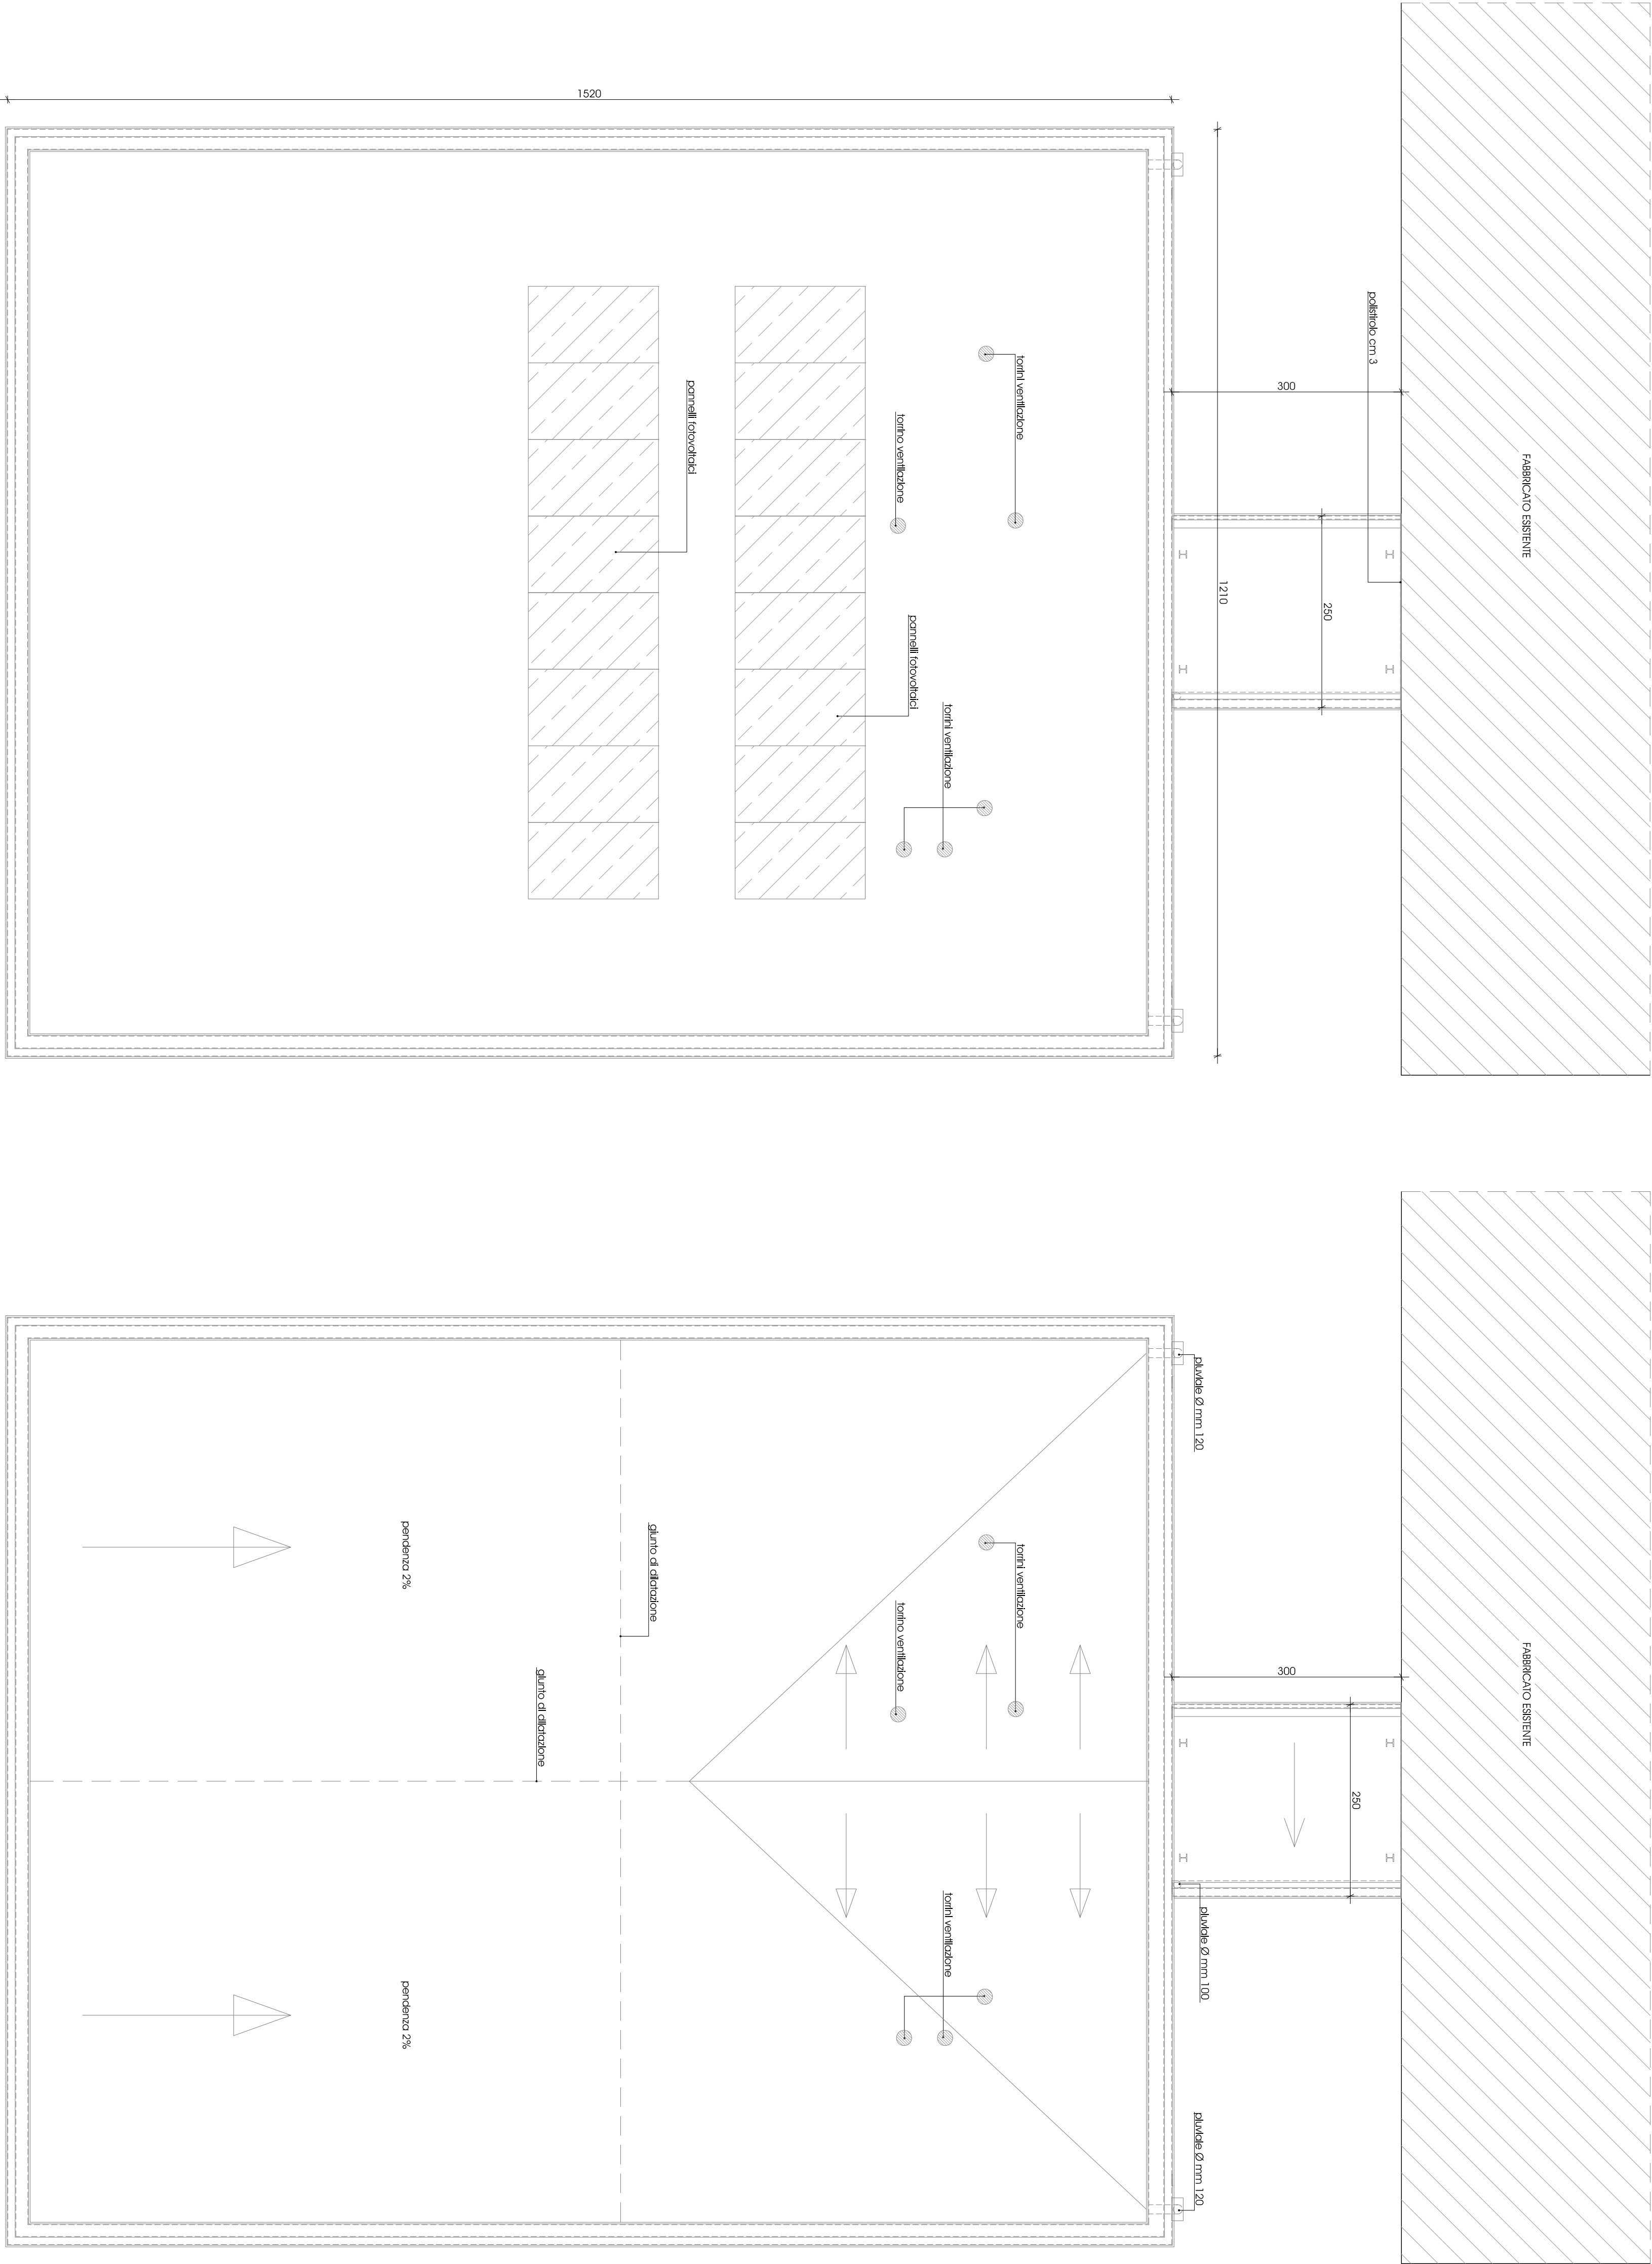 1520
FABBRICATO ESISTENTE
polistirolo cm 3
300
250
1210
torrini ventilazione
torrino ventilazione
pannelli fotovoltaici
torrini ventilazione
pannelli fotovoltaici
FABBRICATO ESISTENTE
300
250
pluviale Ø mm 120
pluviale Ø mm 100
pluviale Ø mm 120
torrini ventilazione
torrino ventilazione
torrini ventilazione
giunto di dilatazione
giunto di dilatazione
pendenza 2%
pendenza 2%